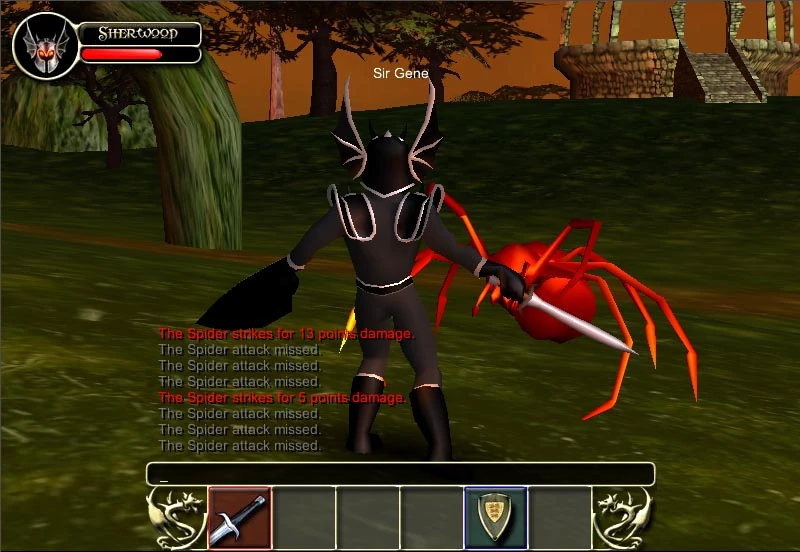 Sherwood
Sir Gene
The Spider strikes for 13 points damage.
The Spider attack missed.
The Spider attack missed.
The Spider attack missed.
The Spider strikes for 5 points damage.
The Spider attack missed.
The Spider attack missed.
The Spider attack missed.
_